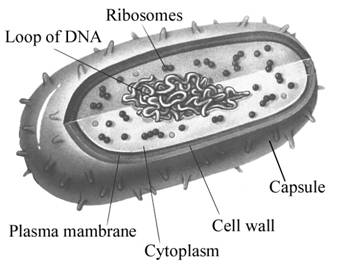 Ribosomes
Loop of DNA
Capsule
Cell wall
Plasma mambrane
Cytoplasm